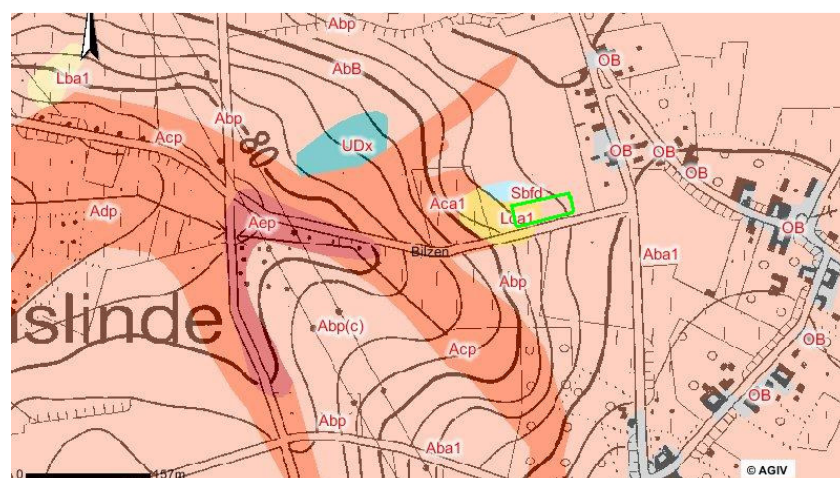 Abp
AbB
OB
Lba1
Abp
Acp
-80
UDx
OB
OB
OB
Sbfd
Aca1
Lca1
Adp
Aep
OB
Bilzen
Aba1
Abp
islinde
Abp(c)
OB
Acp
OB
Abp
Aba1
0
157m
© AGIV